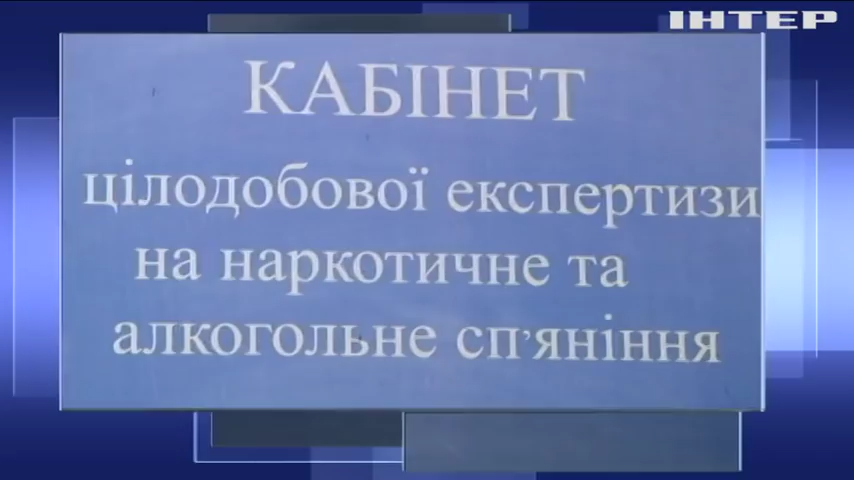 ІНТЕР
КАБІНЕТ
цілодобової експертизи
на наркотичне та
алкогольне сп'яніння